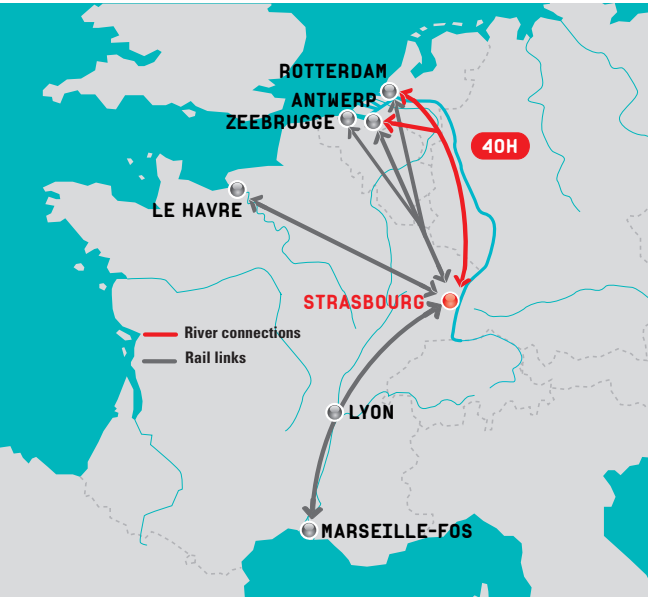 ROTTERDAM
ANTWERP
ZEEBRUGGE
40H
LE HAVRE
STRASBOURG
River connections
Rail links
LYON
MARSEILLE-FOS